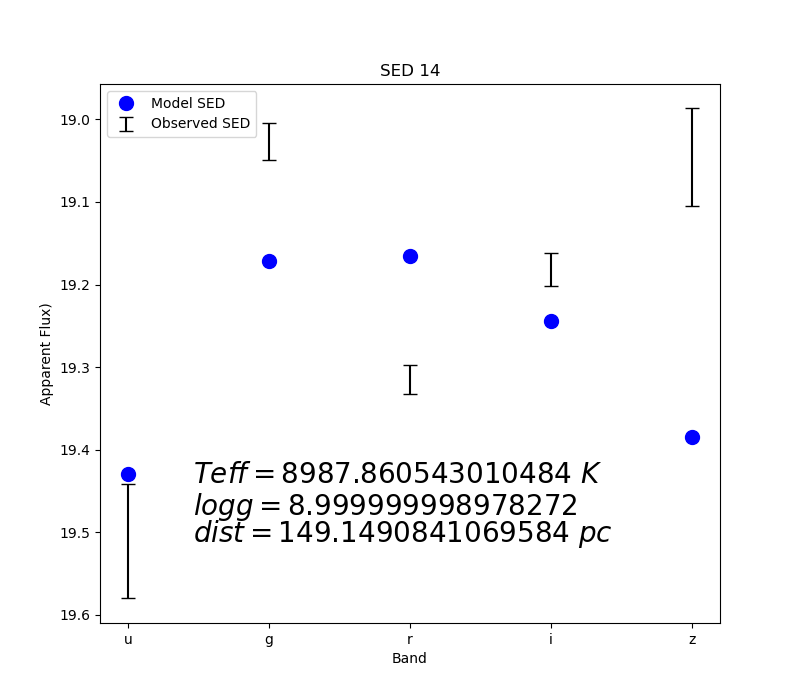 SED 14
Model SED
Observed SED
19.0
19.1
19.2
19.3
19.4
19.5
19.6
Apparent Flux)
Teff = 8987.860543010484 K
logg = 8.999999998978272
dist = 149.1490841069584 pc
u g r i z
Band